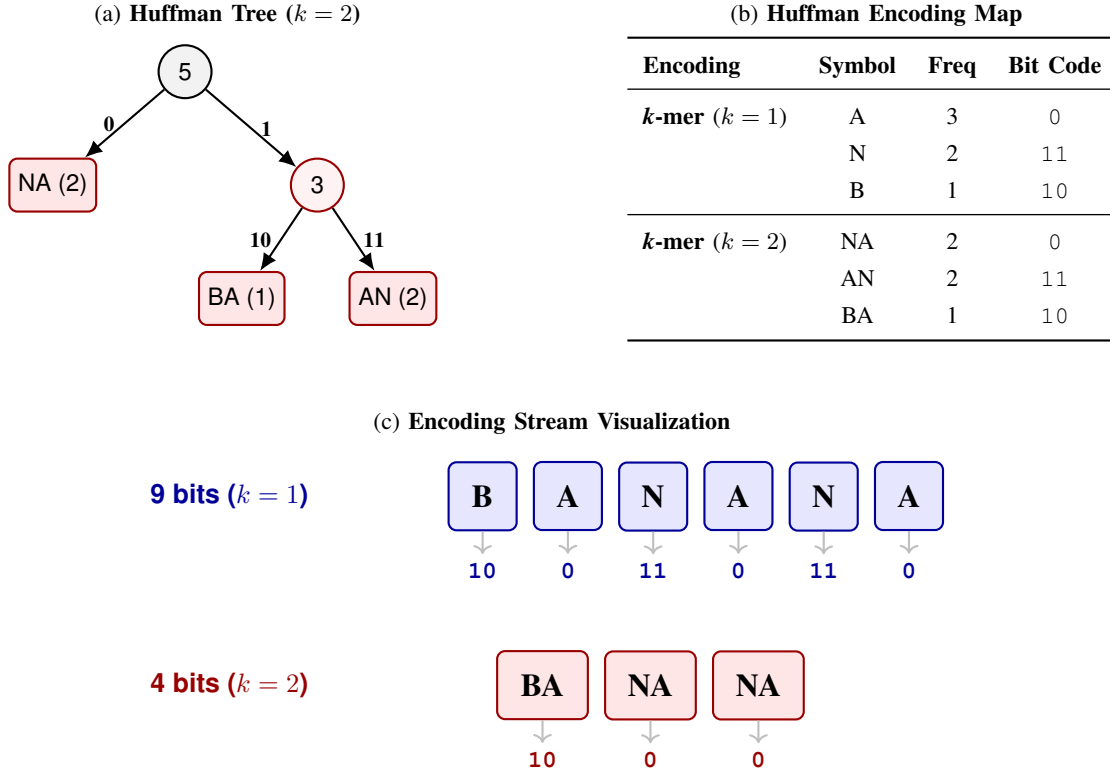 (a) Huffman Tree (k = 2)
5
0
1
NA (2)
3
10
11
BA (1)
AN (2)
(b) Huffman Encoding Map
Encoding Symbol Freq Bit Code
k-mer (k = 1) A 3 0
N 2 11
B 1 10
k-mer (k = 2) NA 2 0
AN 2 11
BA 1 10
(c) Encoding Stream Visualization
9 bits (k = 1) B A N A N A
10 0 11 0 11 0
4 bits (k = 2) BA NA NA
10 0 0